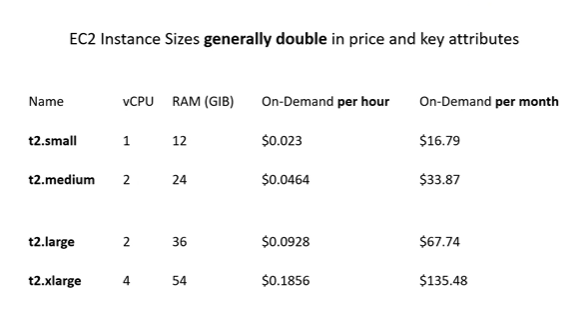 EC2 Instance Sizes generally double in price and key attributes
Name vCPU RAM (GIB) On-Demand per hour On-Demand per month
t2.small 1 12 $0.023 $16.79
t2.medium 2 24 $0.0464 $33.87
t2.large 2 36 $0.0928 $67.74
t2.xlarge 4 54 $0.1856 $135.48